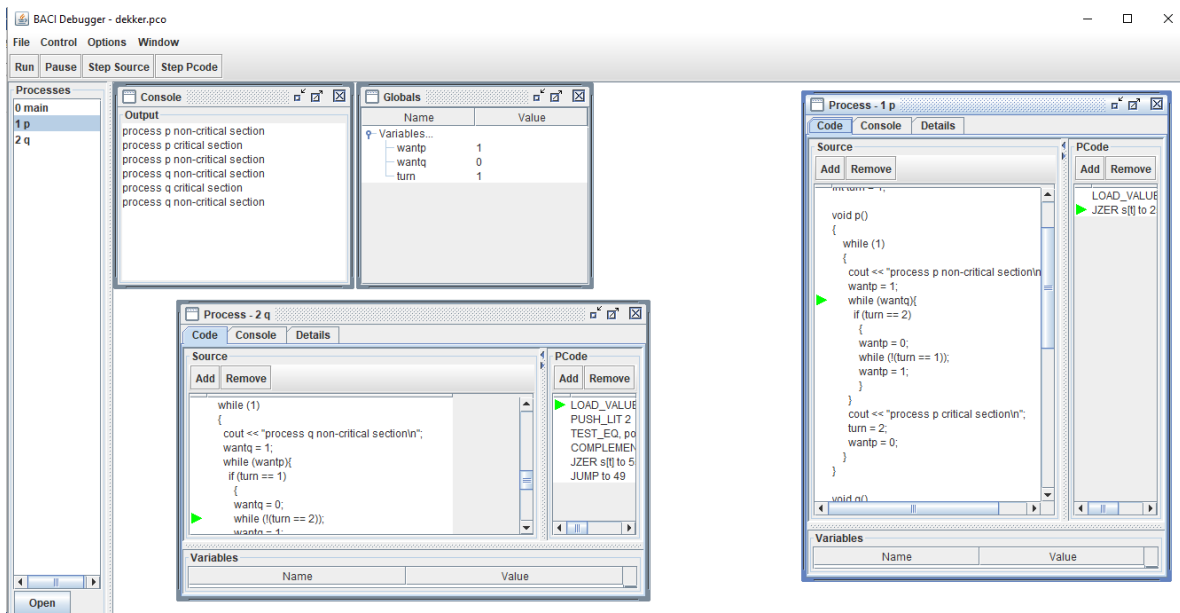 BACI Debugger - dekker.pco
File Control Options Window
Run Pause Step Source Step Pcode
Processes
0 main
1 p
2 q
Open
Console
Output
process p non-critical section
process p critical section
process p non-critical section
process q non-critical section
process q critical section
process q non-critical section
Globals
Name Value
Variables...
wantp 1
wantq 0
turn 1
Process - 2 q
Code Console Details
Source
Add Remove
while (1)
{
cout << "process q non-critical section\n";
wantq = 1;
while (wantp){
if (turn == 1)
{
wantq = 0;
while (!(turn == 2));
wantq = 1;
PCode
Add Remove
LOAD_VALUE
PUSH_LIT 2
TEST_EQ, po
COMPLEMEN
JZER s[t] to 5
JUMP to 49
Variables
Name Value
Process - 1 p
Code Console Details
Source
Add Remove
int turn = 1;
void p()
{
while (1)
{
cout << "process p non-critical section\n
wantp = 1;
while (wantq){
if (turn == 2)
{
wantp = 0;
while (!(turn == 1));
wantp = 1;
}
}
cout << "process p critical section\n";
turn = 2;
wantp = 0;
}
}
void q()
PCode
Add Remove
LOAD_VALUE
JZER s[t] to 2
Variables
Name Value